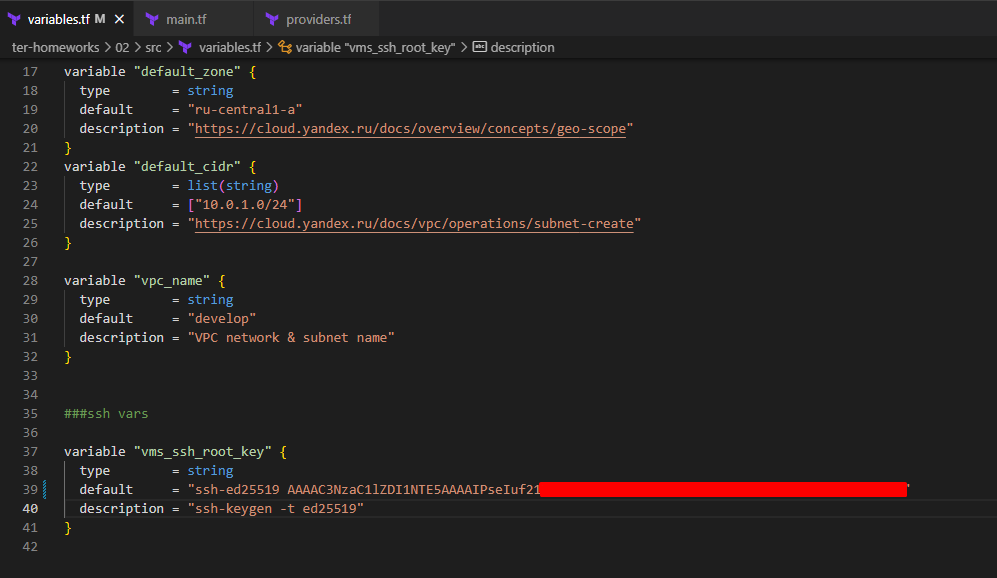 variables.tf M × main.tf providers.tf
ter-homeworks > 02 > src > variables.tf > variable "vms_ssh_root_key" > abc description
17 variable "default_zone" {
18   type        = string
19   default     = "ru-central1-a"
20   description = "https://cloud.yandex.ru/docs/overview/concepts/geo-scope"
21 }
22 variable "default_cidr" {
23   type        = list(string)
24   default     = ["10.0.1.0/24"]
25   description = "https://cloud.yandex.ru/docs/vpc/operations/subnet-create"
26 }
27
28 variable "vpc_name" {
29   type        = string
30   default     = "develop"
31   description = "VPC network & subnet name"
32 }
33
34
35 ###ssh vars
36
37 variable "vms_ssh_root_key" {
38   type        = string
39   default     = "ssh-ed25519 AAAAC3NzaC1lZDI1NTE5AAAAIPseIuf21"
40   description = "ssh-keygen -t ed25519"
41 }
42